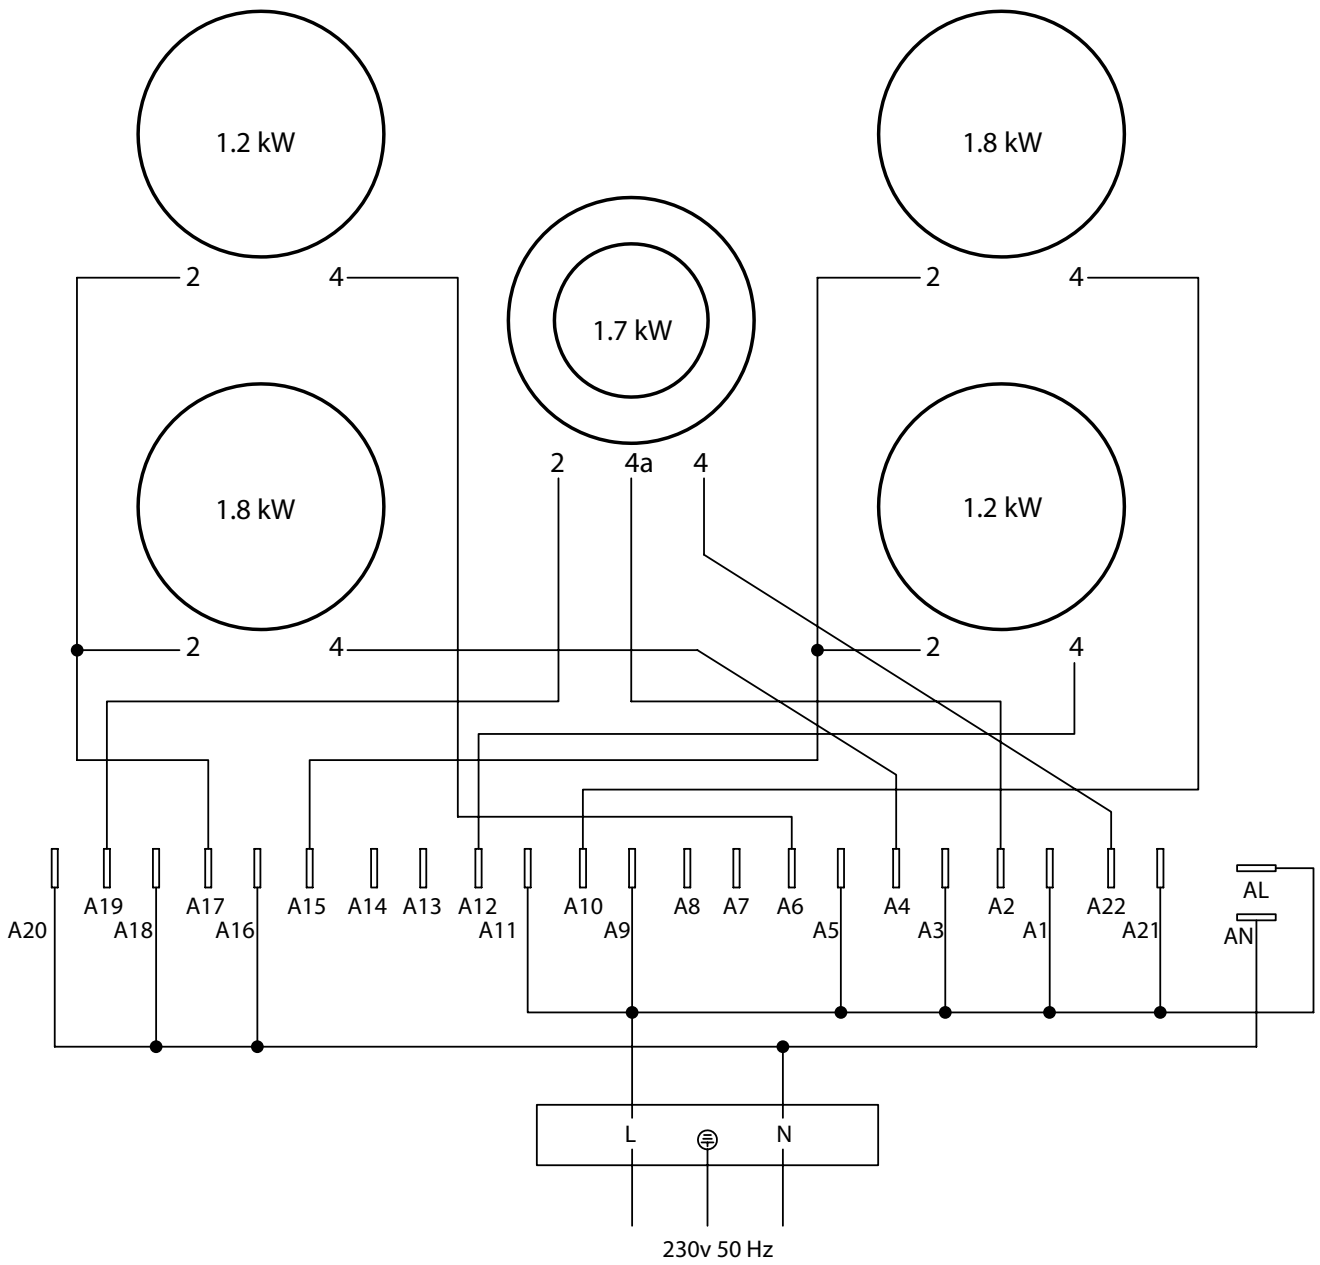 1.2 kW 1.8 kW
2 4 2 4
1.7 kW
2 4a 4
1.8 kW 1.2 kW
2 4 2 4
A19 A17 A15 A14 A13 A12 A10 A8 A7 A6 A4 A2 A22 AL
A20 A18 A16 A11 A9 A5 A3 A1 A21 AN
L N
230v 50 Hz